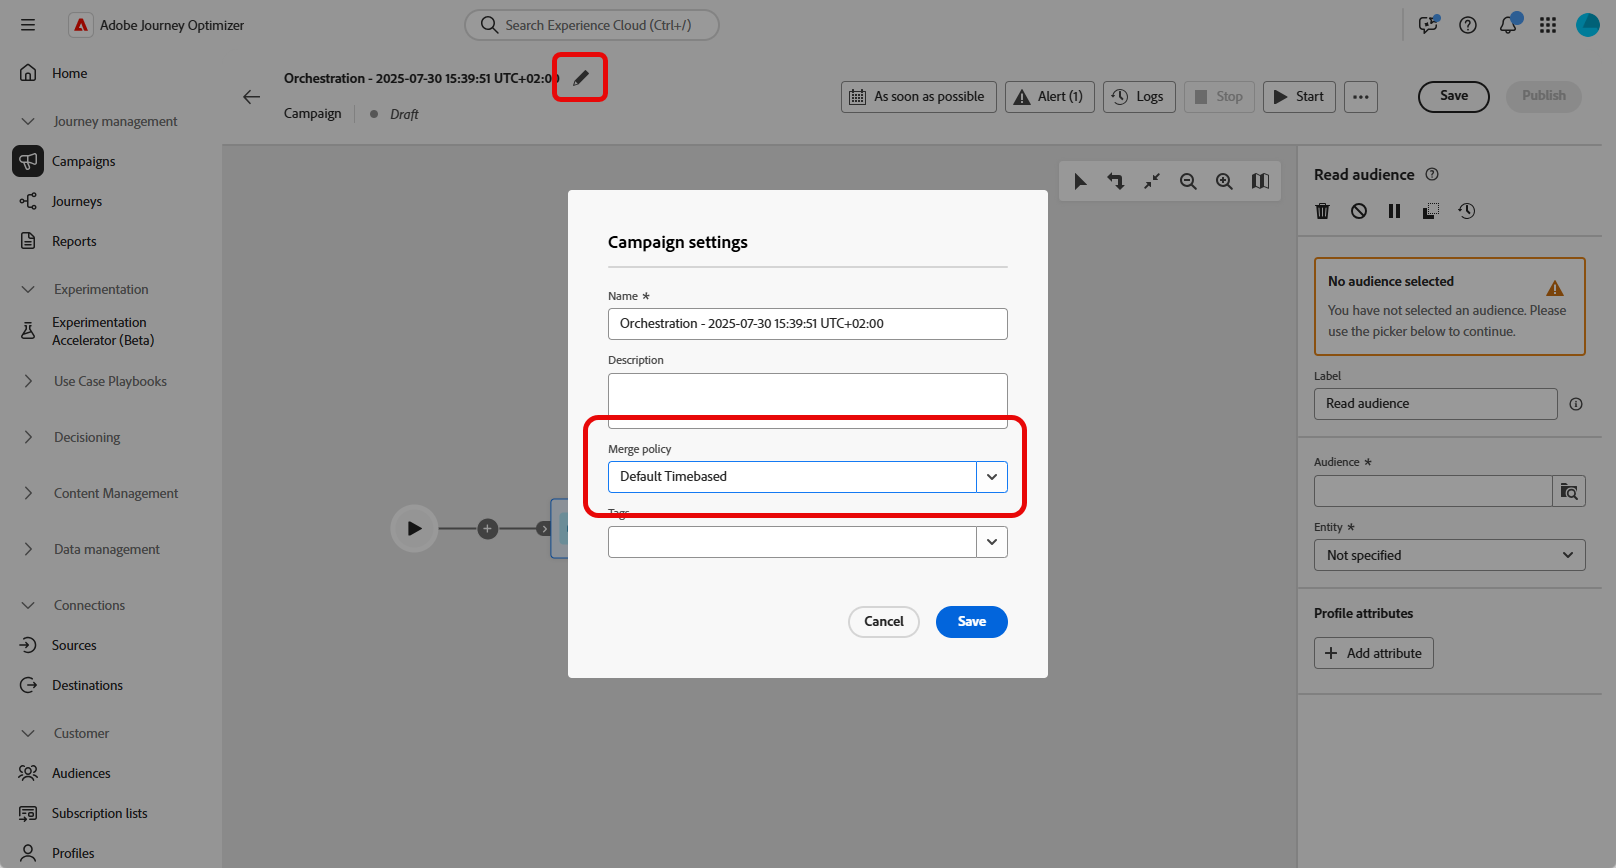 Adobe Journey Optimizer
Search Experience Cloud (Ctrl+/)
Home
Journey management
Campaigns
Journeys
Reports
Experimentation
Experimentation
Accelerator (Beta)
Use Case Playbooks
Decisioning
Content Management
Data management
Connections
Sources
Destinations
Customer
Audiences
Subscription lists
Profiles
Orchestration - 2025-07-30 15:39:51 UTC+02:00
Campaign
Draft
As soon as possible
Alert (1)
Logs
Stop
Start
Save
Publish
Campaign settings
Name *
Orchestration - 2025-07-30 15:39:51 UTC+02:00
Description
Merge policy
Default Timebased
Tags
Cancel
Save
Read audience
No audience selected
You have not selected an audience. Please
use the picker below to continue.
Label
Read audience
Audience *
Entity *
Not specified
Profile attributes
Add attribute